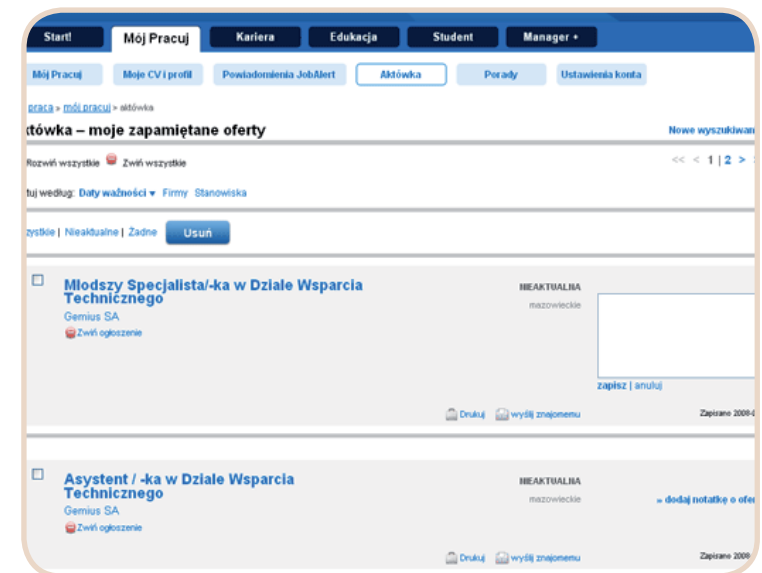 Start! Mój Pracuj Kariera Edukacja Student Manager +
Mój Pracuj Moje CV i profil Powiadomienia JobAlert Aktówka Porady Ustawienia konta
praca » mój pracuj » aktówka
któwka – moje zapamiętane oferty Nowe wyszukiwan
Rozwiń wszystkie Zwiń wszystkie << < 1 | 2 >
tuj według: Daty ważności ▾ Firmy Stanowiska
zystkie | Nieaktualne | Żadne Usuń
Młodszy Specjalista/-ka w Dziale Wsparcia
Technicznego
NIEAKTUALNA
mazowieckie
Gemius SA
Zwiń ogłoszenie
zapisz | anuluj
Drukuj wyślij znajomemu Zapisano 2008-
Asystent / -ka w Dziale Wsparcia
Technicznego
NIEAKTUALNA
mazowieckie
» dodaj notatkę o ofer
Gemius SA
Zwiń ogłoszenie
Drukuj wyślij znajomemu Zapisano 2008-